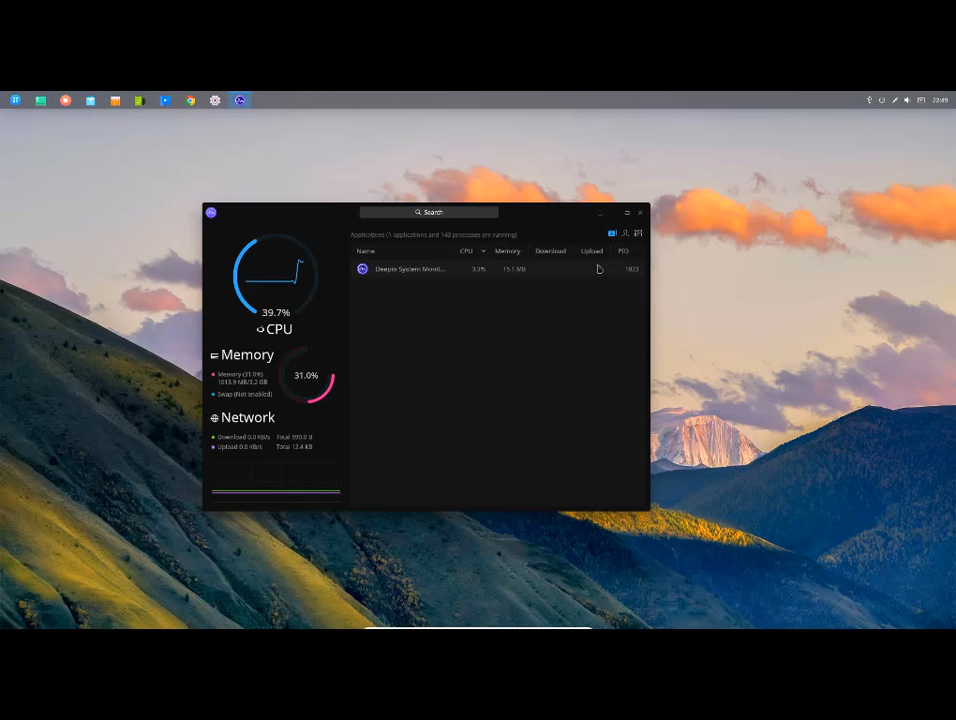 22:49
Search
Applications (1 applications and 143 processes are running)
Name CPU Memory Download Upload PID
Deepin System Monit... 3.3% 15.1 MB 1823
39.7%
CPU
Memory
Memory (31.0%)
1013.9 MB/3.2 GB
Swap (Not enabled)
31.0%
Network
Download 0.0 KB/s Total 590.0 B
Upload 0.0 KB/s Total 12.4 KB